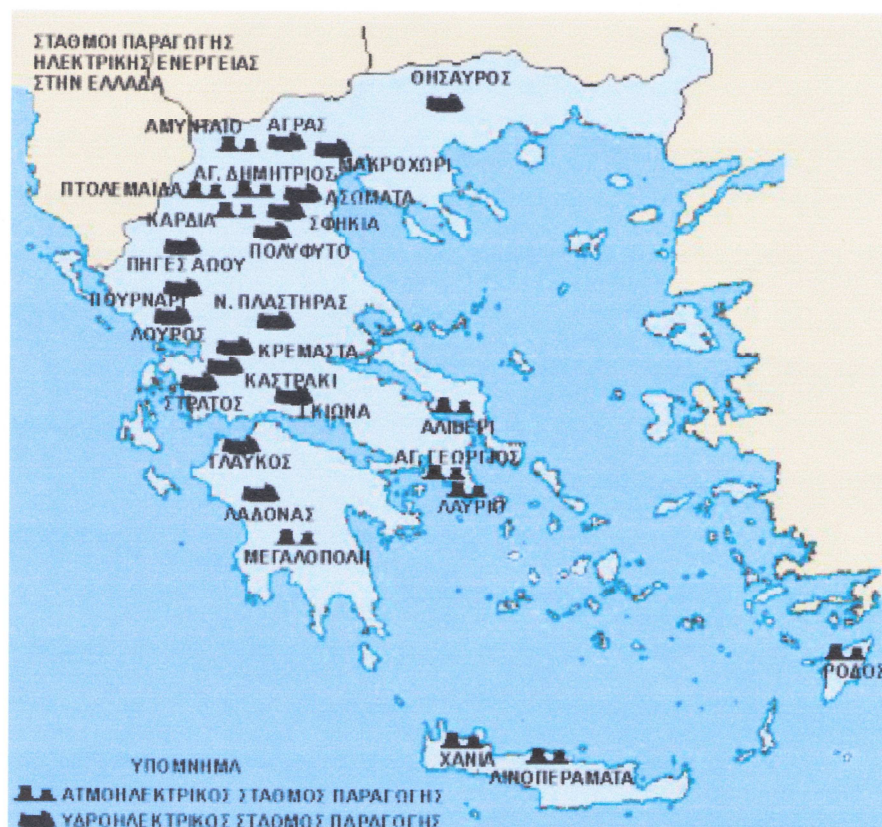 ΣΤΑΘΜΟΙ ΠΑΡΑΓΩΓΗΣ
ΗΛΕΚΤΡΙΚΗΣ ΕΝΕΡΓΕΙΑΣ
ΣΤΗΝ ΕΛΛΑΔΑ
ΘΗΣΑΥΡΟΣ
ΑΜΥΝΤΑΙΟ
ΑΓΡΑΣ
ΜΑΚΡΟΧΩΡΙ
ΑΓ. ΔΗΜΗΤΡΙΟΣ
ΠΤΟΛΕΜΑΙΔΑ
ΑΣΩΜΑΤΑ
ΚΑΡΔΙΑ
ΣΦΗΚΙΑ
ΠΟΛΥΦΥΤΟ
ΠΗΓΕΣ ΑΩΟΥ
ΠΟΥΡΝΑΡΙ
Ν. ΠΛΑΣΤΗΡΑΣ
ΛΟΥΡΟΣ
ΚΡΕΜΑΣΤΑ
ΚΑΣΤΡΑΚΙ
ΣΤΡΑΤΟΣ
ΓΚΙΩΝΑ
ΑΛΙΒΕΡΙ
ΓΛΑΥΚΟΣ
ΑΓ. ΓΕΩΡΓΙΟΣ
ΛΑΔΩΝΑΣ
ΛΑΥΡΙΟ
ΜΕΓΑΛΟΠΟΛΗ
ΡΟΔΟΣ
ΧΑΝΙΑ
ΛΙΝΟΠΕΡΑΜΑΤΑ
ΥΠΟΜΝΗΜΑ
ΑΤΜΟΗΛΕΚΤΡΙΚΟΣ ΣΤΑΘΜΟΣ ΠΑΡΑΓΩΓΗΣ
ΥΔΡΟΗΛΕΚΤΡΙΚΟΣ ΣΤΑΘΜΟΣ ΠΑΡΑΓΩΓΗΣ